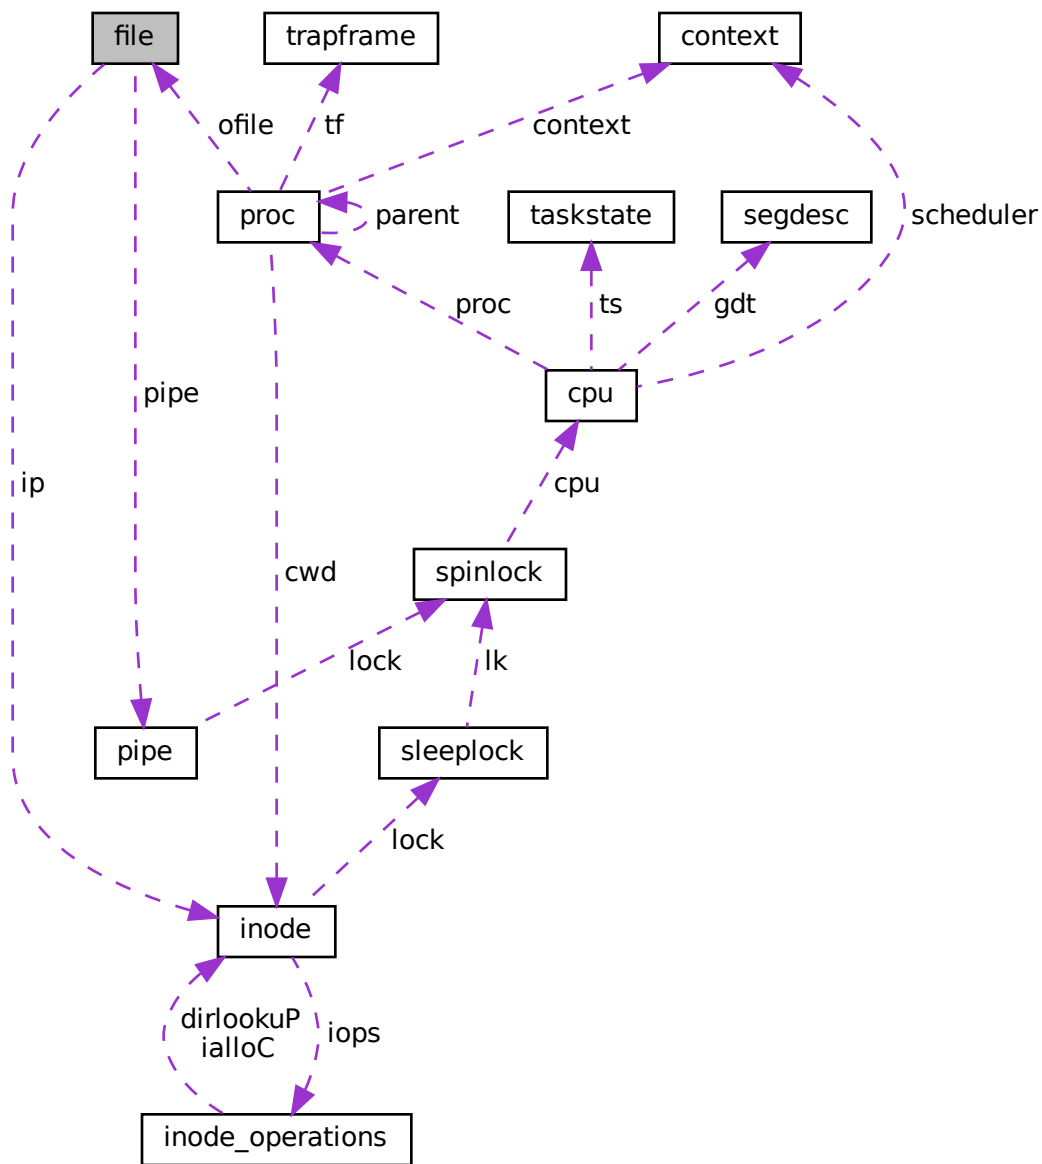 file
trapframe
context
ofile
tf
context
proc
parent
taskstate
segdesc
scheduler
proc
ts
gdt
pipe
cpu
ip
cpu
cwd
spinlock
lock
lk
pipe
sleeplock
lock
inode
dirlookuP
ialloC
iops
inode_operations